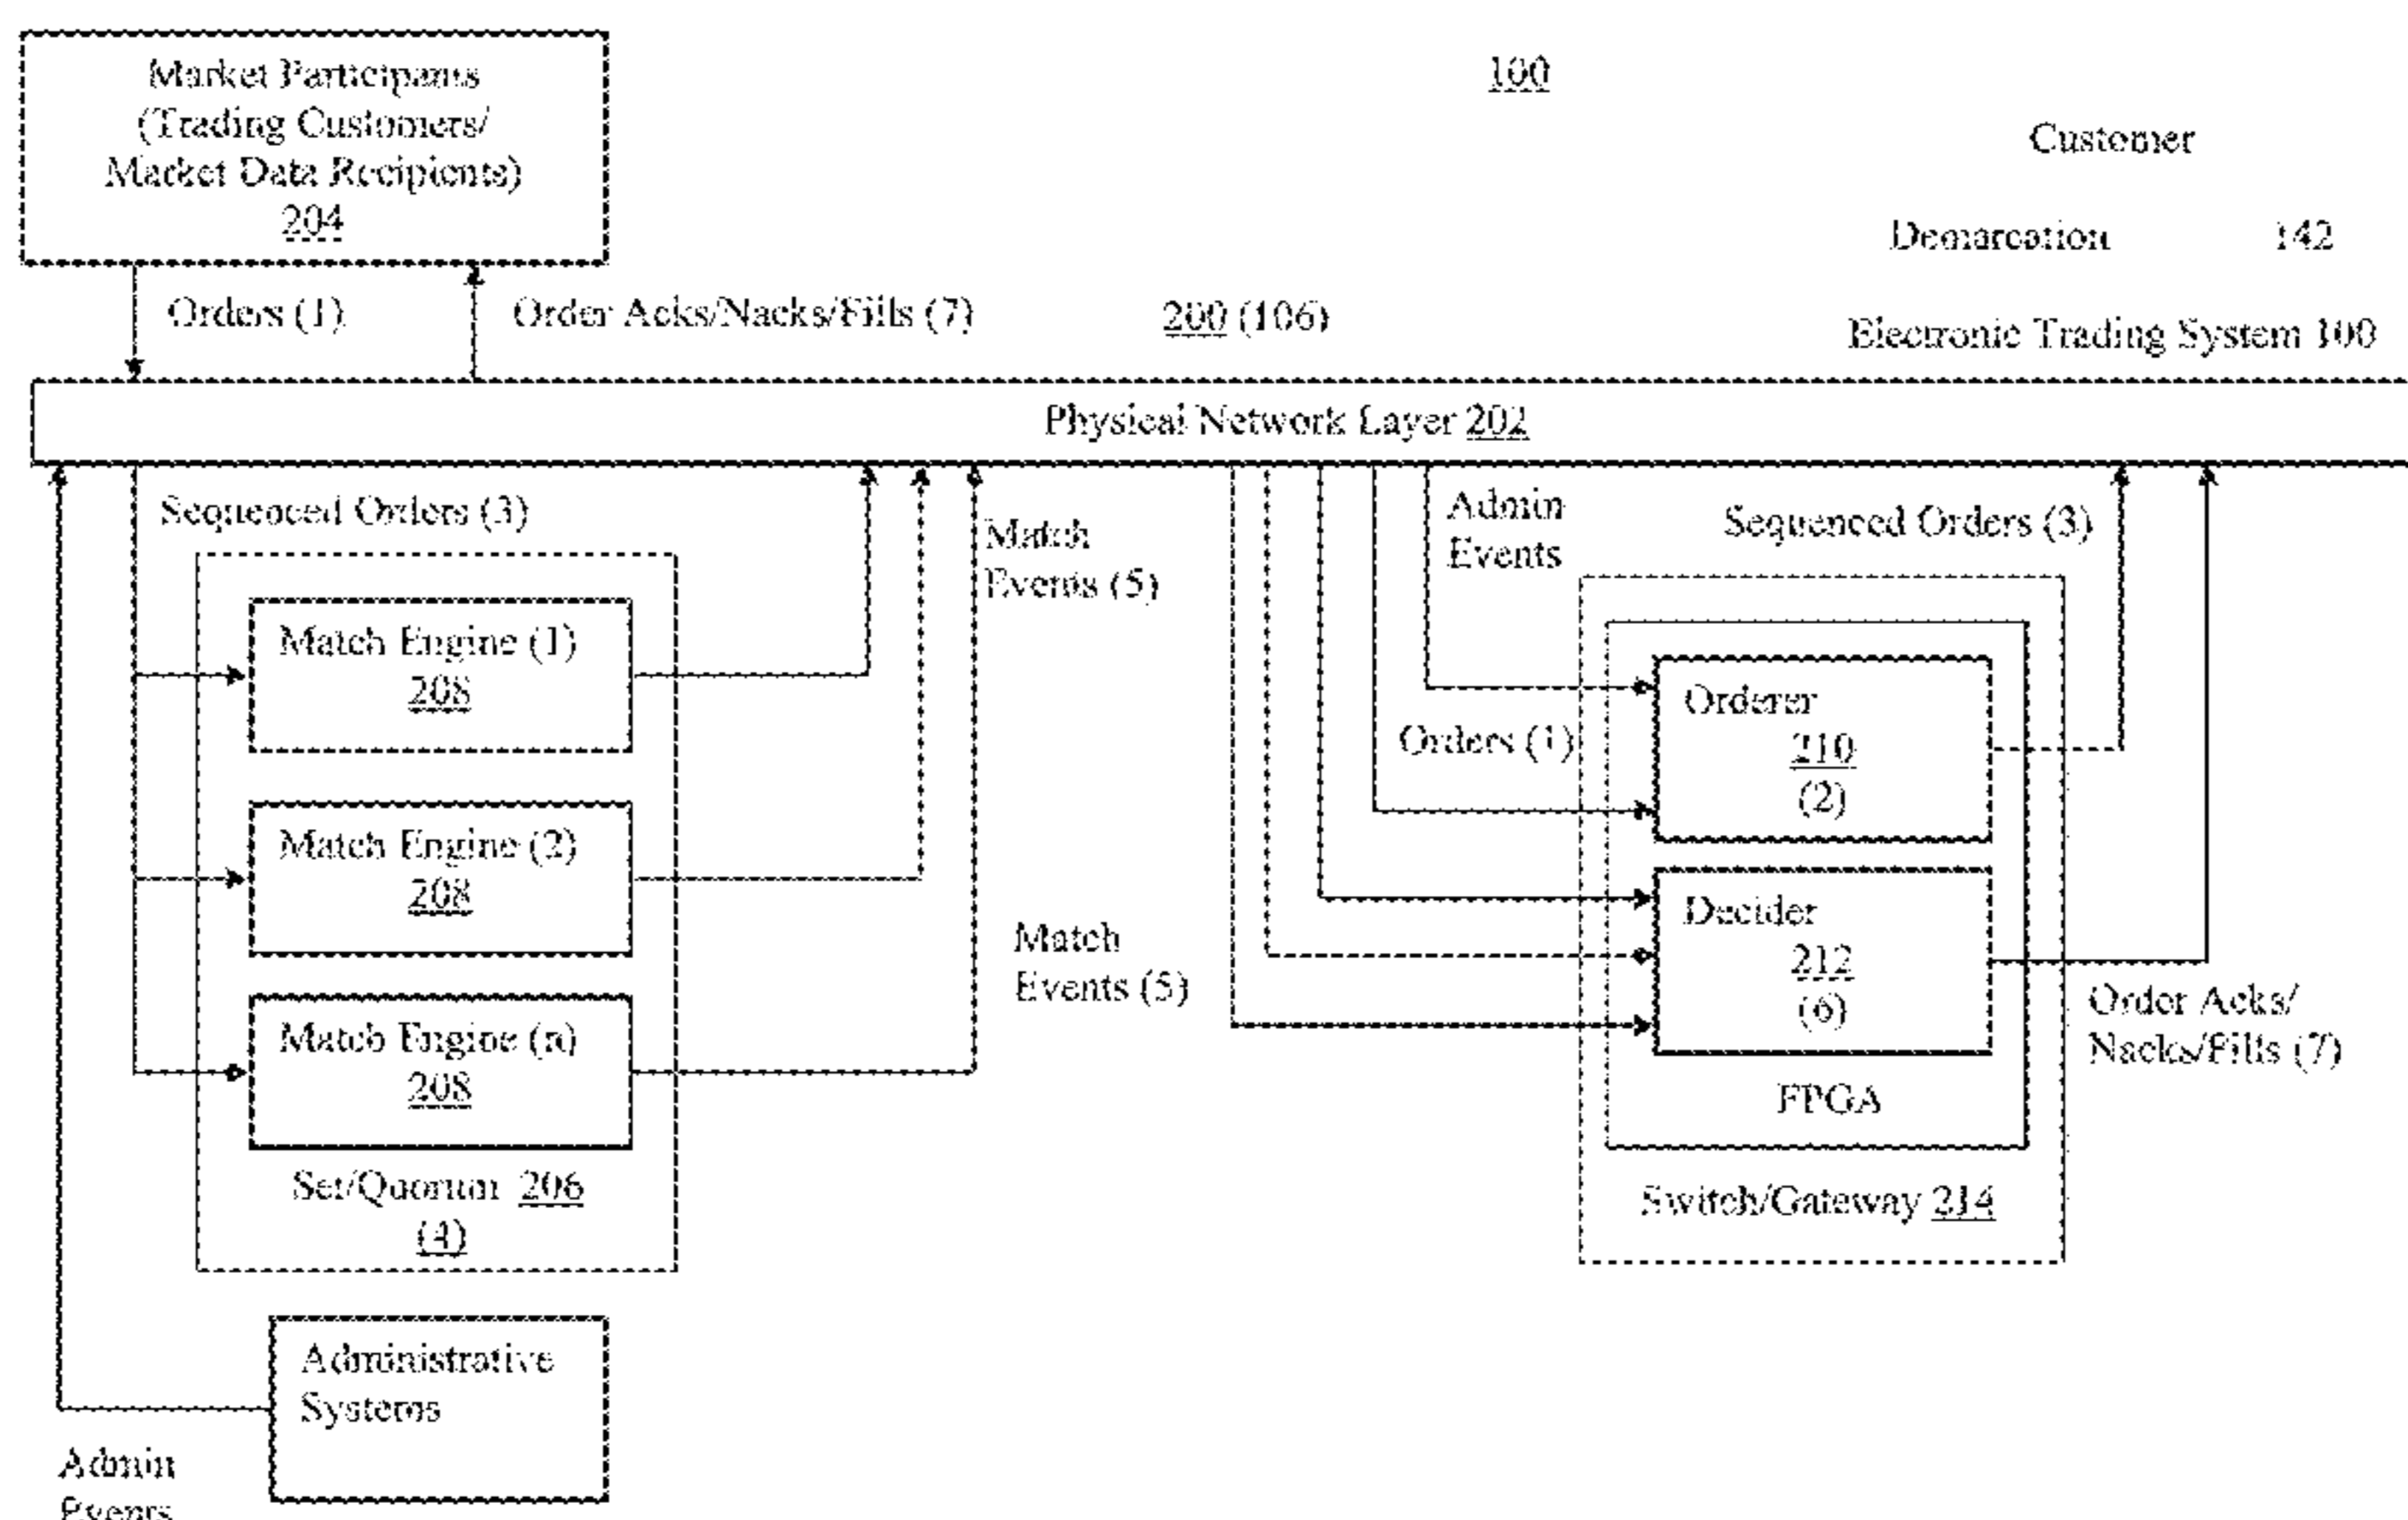 Market Participants
(Trading Customers/
Market Data Recipients)
204
100
Customer
Demarcation 142
Electronic Trading System 100
Orders (1)
Order Acks/Nacks/Fills (7)
200 (106)
Physical Network Layer 202
Sequenced Orders (3)
Match
Events (5)
Admin
Events
Sequenced Orders (3)
Match Engine (1)
208
Match Engine (2)
208
Match Engine (n)
208
Set/Quorum 206
(4)
Match
Events (5)
Orders (1)
Orderer
210
(2)
Decider
212
(6)
FPGA
Switch/Gateway 214
Order Acks/
Nacks/Fills (7)
Administrative
Systems
Admin
Events